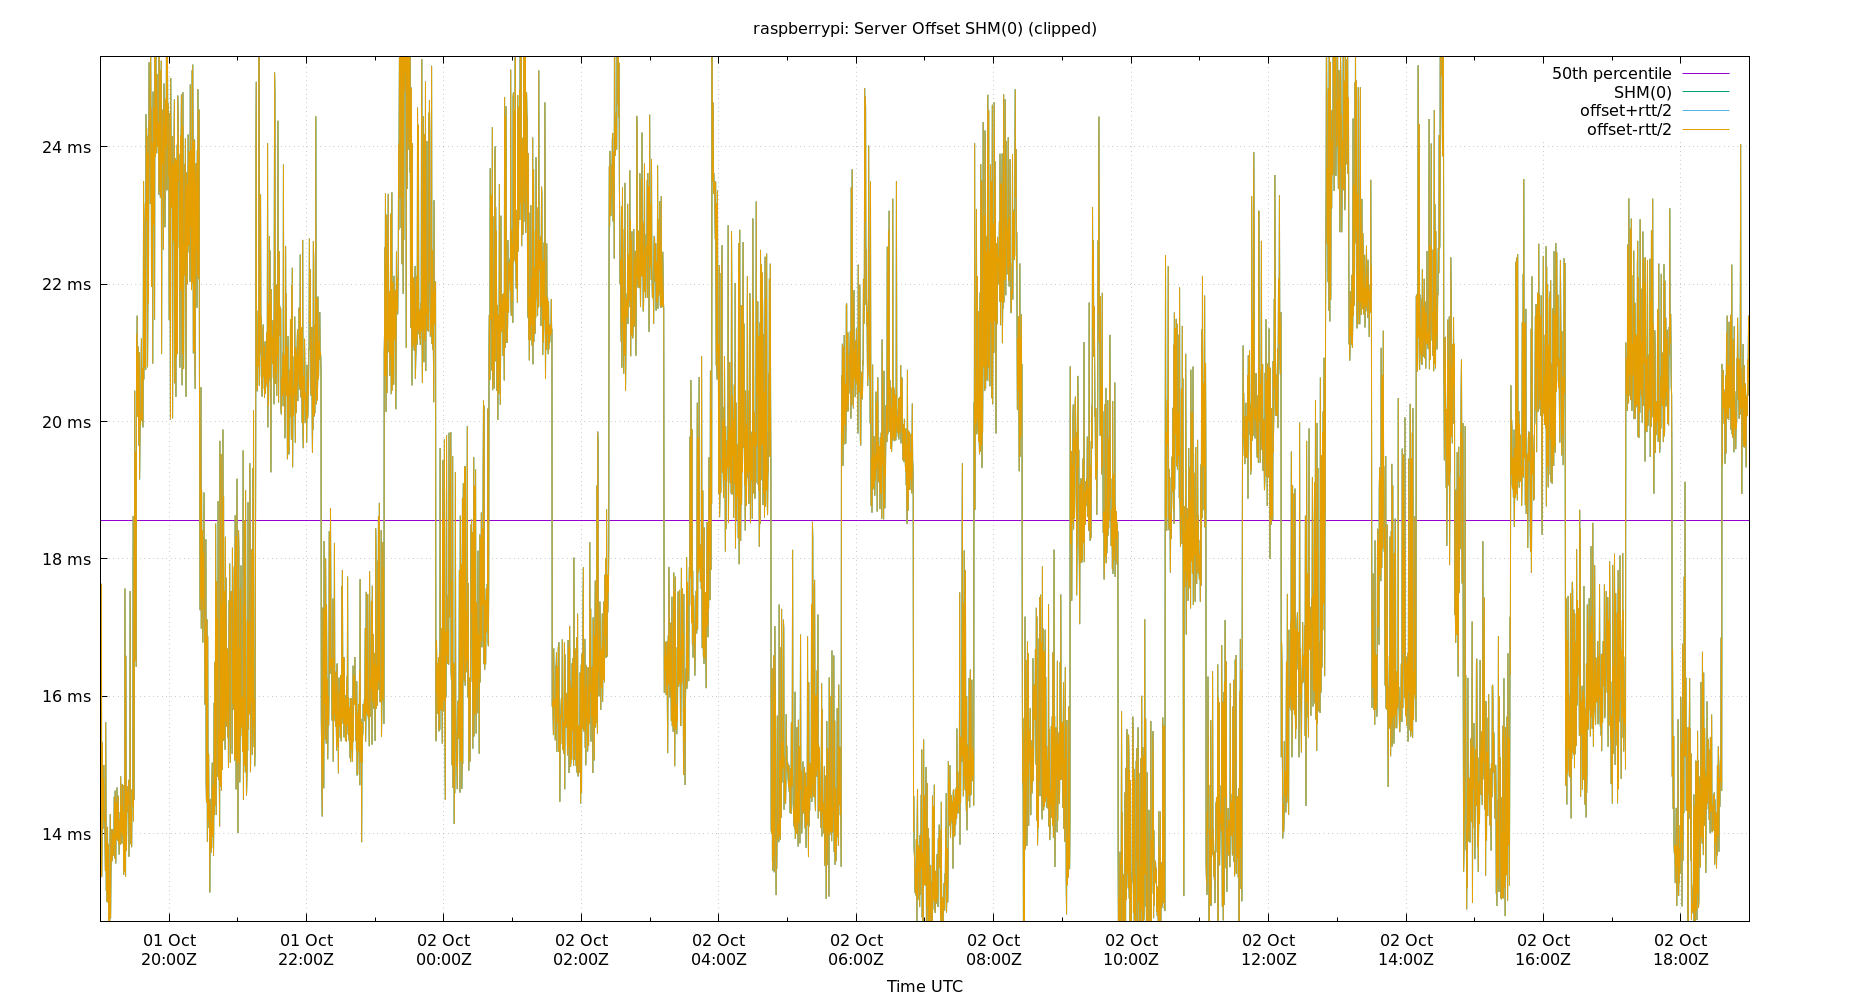 raspberrypi: Server Offset SHM(0) (clipped)
50th percentile
SHM(0)
offset+rtt/2
offset-rtt/2
24 ms
22 ms
20 ms
18 ms
16 ms
14 ms
01 Oct 01 Oct 02 Oct 02 Oct 02 Oct 02 Oct 02 Oct 02 Oct 02 Oct 02 Oct 02 Oct 02 Oct
20:00Z 22:00Z 00:00Z 02:00Z 04:00Z 06:00Z 08:00Z 10:00Z 12:00Z 14:00Z 16:00Z 18:00Z
Time UTC